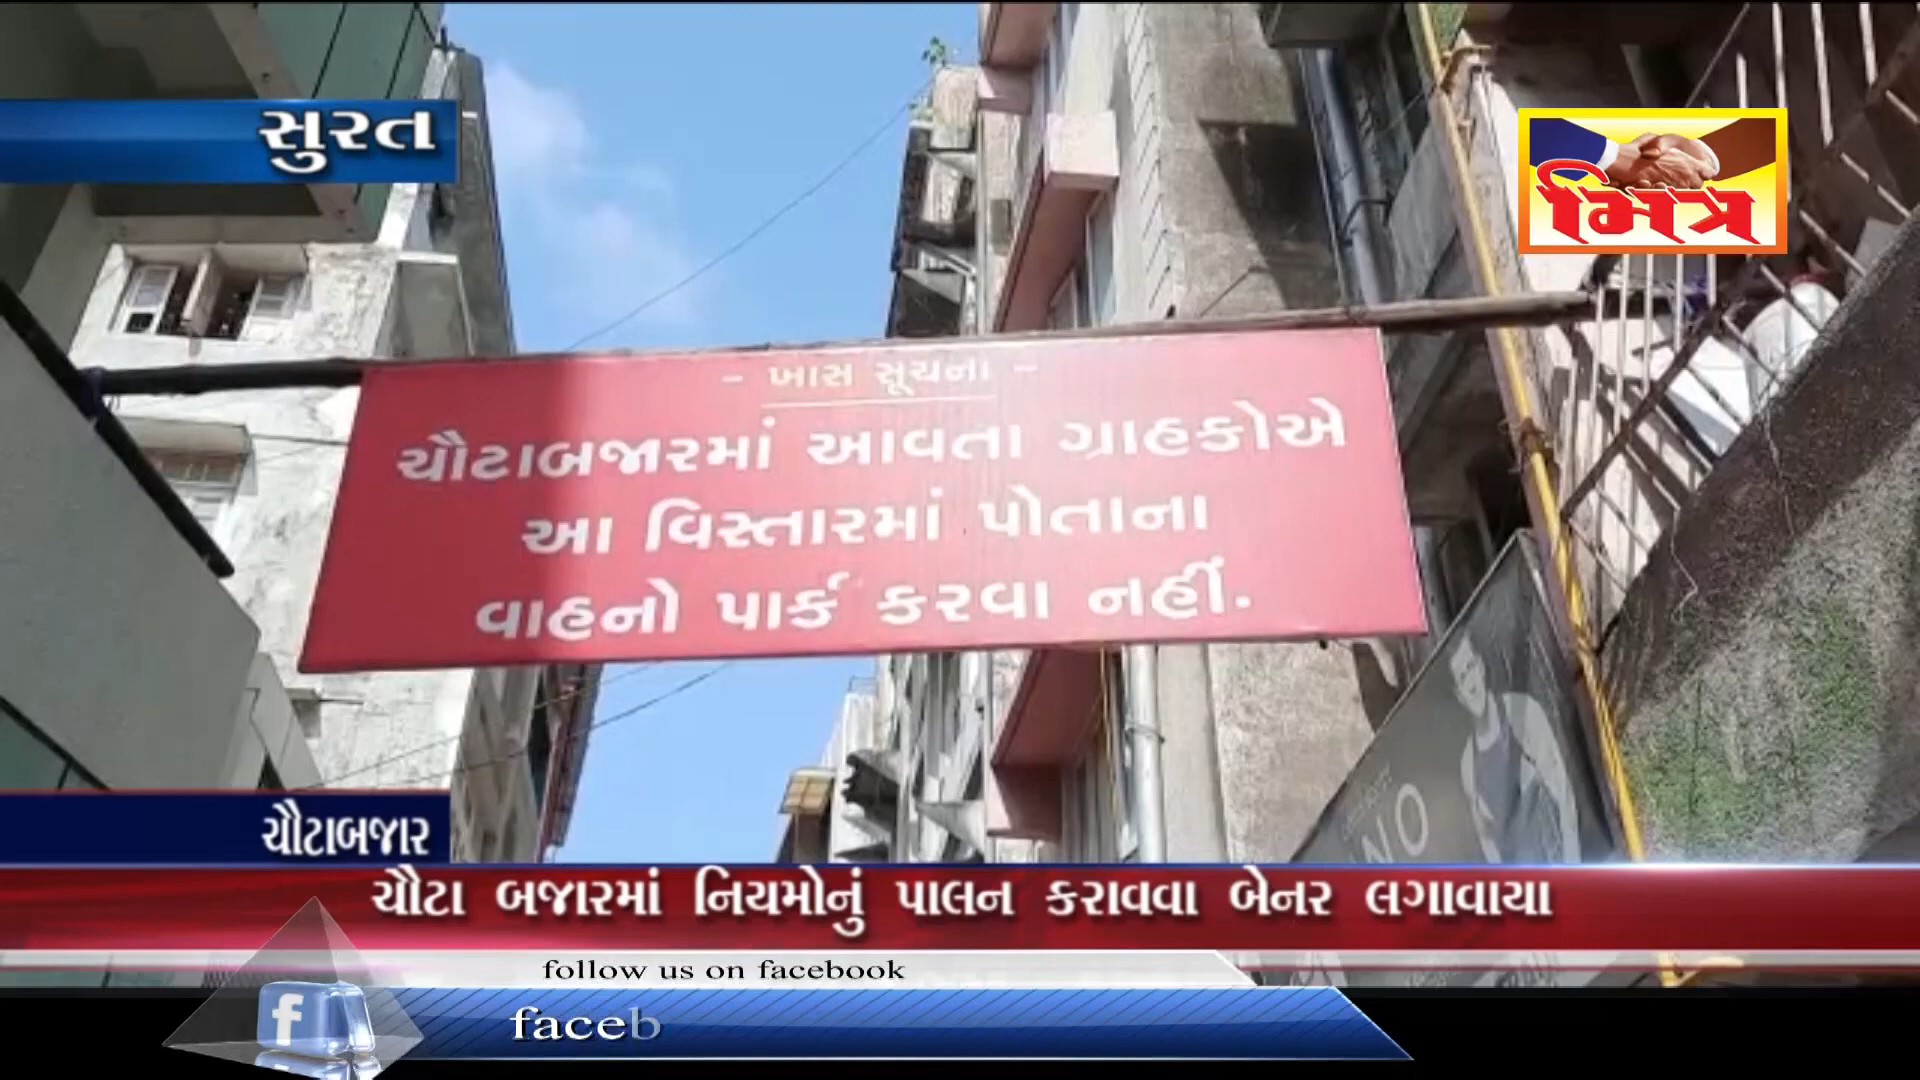 સુરત
મિત્ર
- ખાસ સૂચના -
ચૌટાબજારમાં આવતા ગ્રાહકોએ
આ વિસ્તારમાં પોતાના
વાહનો પાર્ક કરવા નહીં.
ચૌટાબજાર
ચૌટા બજારમાં નિયમોનું પાલન કરાવવા બેનર લગાવાયા
follow us on facebook
f
faceb